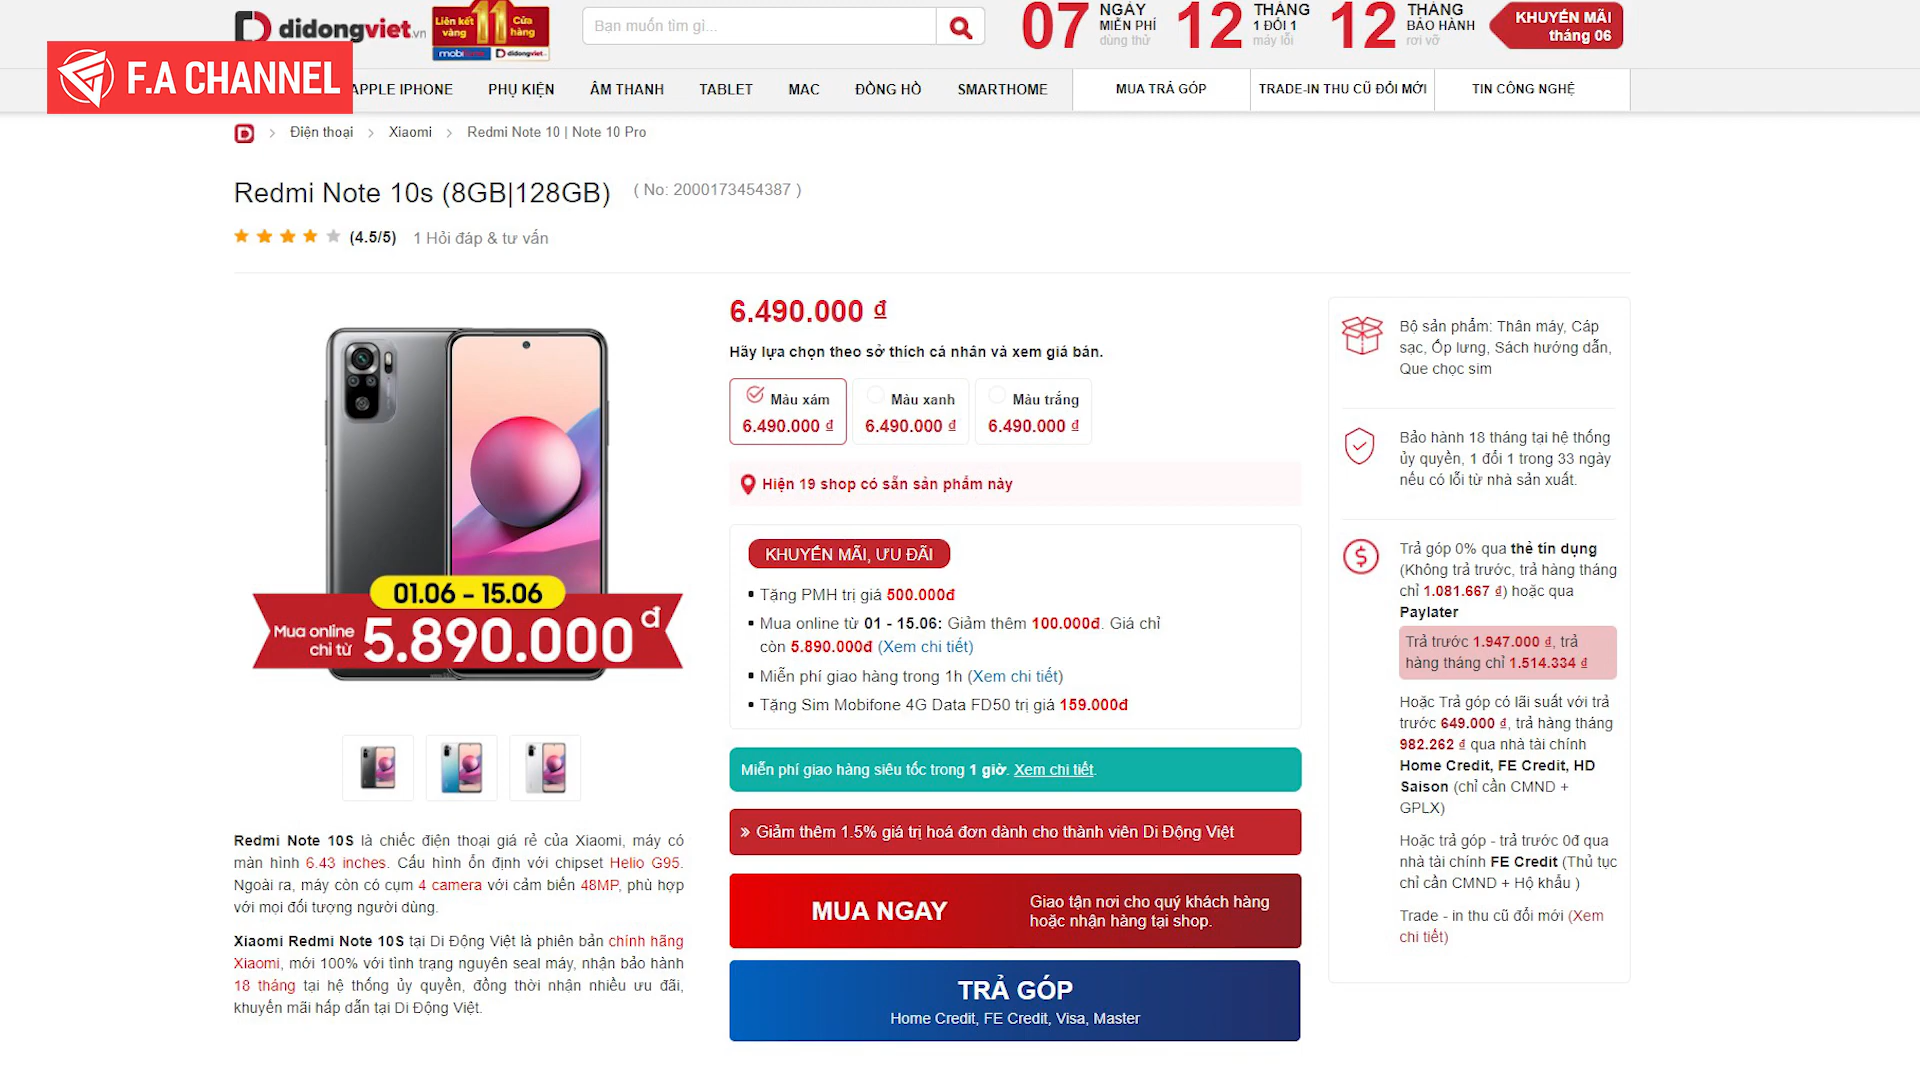 didongviet.vn
Liên kết vàng 11 Cửa hàng
didongviet
Bạn muốn tìm gì...
07 NGÀY MIỄN PHÍ dùng thử
12 THÁNG 1 ĐỔI 1 máy lỗi
12 THÁNG BẢO HÀNH rơi vỡ
KHUYẾN MÃI tháng 06
F.A CHANNEL
APPLE IPHONE PHỤ KIỆN ÂM THANH TABLET MAC ĐỒNG HỒ SMARTHOME MUA TRẢ GÓP TRADE-IN THU CŨ ĐỔI MỚI TIN CÔNG NGHỆ
Điện thoại > Xiaomi > Redmi Note 10 | Note 10 Pro
Redmi Note 10s (8GB|128GB) ( No: 2000173454387 )
(4.5/5) 1 Hỏi đáp & tư vấn
01.06 - 15.06
Mua online chỉ từ 5.890.000đ
Redmi Note 10S là chiếc điện thoại giá rẻ của Xiaomi, máy có
màn hình 6.43 inches. Cấu hình ổn định với chipset Helio G95.
Ngoài ra, máy còn có cụm 4 camera với cảm biến 48MP, phù hợp
với mọi đối tượng người dùng.
Xiaomi Redmi Note 10S tại Di Động Việt là phiên bản chính hãng
Xiaomi, mới 100% với tình trạng nguyên seal máy, nhận bảo hành
18 tháng tại hệ thống ủy quyền, đồng thời nhận nhiều ưu đãi,
khuyến mãi hấp dẫn tại Di Động Việt.
6.490.000 đ
Hãy lựa chọn theo sở thích cá nhân và xem giá bán.
Màu xám Màu xanh Màu trắng
6.490.000 đ 6.490.000 đ 6.490.000 đ
Hiện 19 shop có sẵn sản phẩm này
KHUYẾN MÃI, ƯU ĐÃI
Tặng PMH trị giá 500.000đ
Mua online từ 01 - 15.06: Giảm thêm 100.000đ. Giá chỉ
còn 5.890.000đ (Xem chi tiết)
Miễn phí giao hàng trong 1h (Xem chi tiết)
Tặng Sim Mobifone 4G Data FD50 trị giá 159.000đ
Miễn phí giao hàng siêu tốc trong 1 giờ. Xem chi tiết.
» Giảm thêm 1.5% giá trị hoá đơn dành cho thành viên Di Động Việt
MUA NGAY
Giao tận nơi cho quý khách hàng
hoặc nhận hàng tại shop.
TRẢ GÓP
Home Credit, FE Credit, Visa, Master
Bộ sản phẩm: Thân máy, Cáp
sạc, Ốp lưng, Sách hướng dẫn,
Que chọc sim
Bảo hành 18 tháng tại hệ thống
ủy quyền, 1 đổi 1 trong 33 ngày
nếu có lỗi từ nhà sản xuất.
Trả góp 0% qua thẻ tín dụng
(Không trả trước, trả hàng tháng
chỉ 1.081.667 đ) hoặc qua
Paylater
Trả trước 1.947.000 đ, trả
hàng tháng chỉ 1.514.334 đ
Hoặc Trả góp có lãi suất với trả
trước 649.000 đ, trả hàng tháng
982.262 đ qua nhà tài chính
Home Credit, FE Credit, HD
Saison (chỉ cần CMND +
GPLX)
Hoặc trả góp - trả trước 0đ qua
nhà tài chính FE Credit (Thủ tục
chỉ cần CMND + Hộ khẩu )
Trade - in thu cũ đổi mới (Xem
chi tiết)